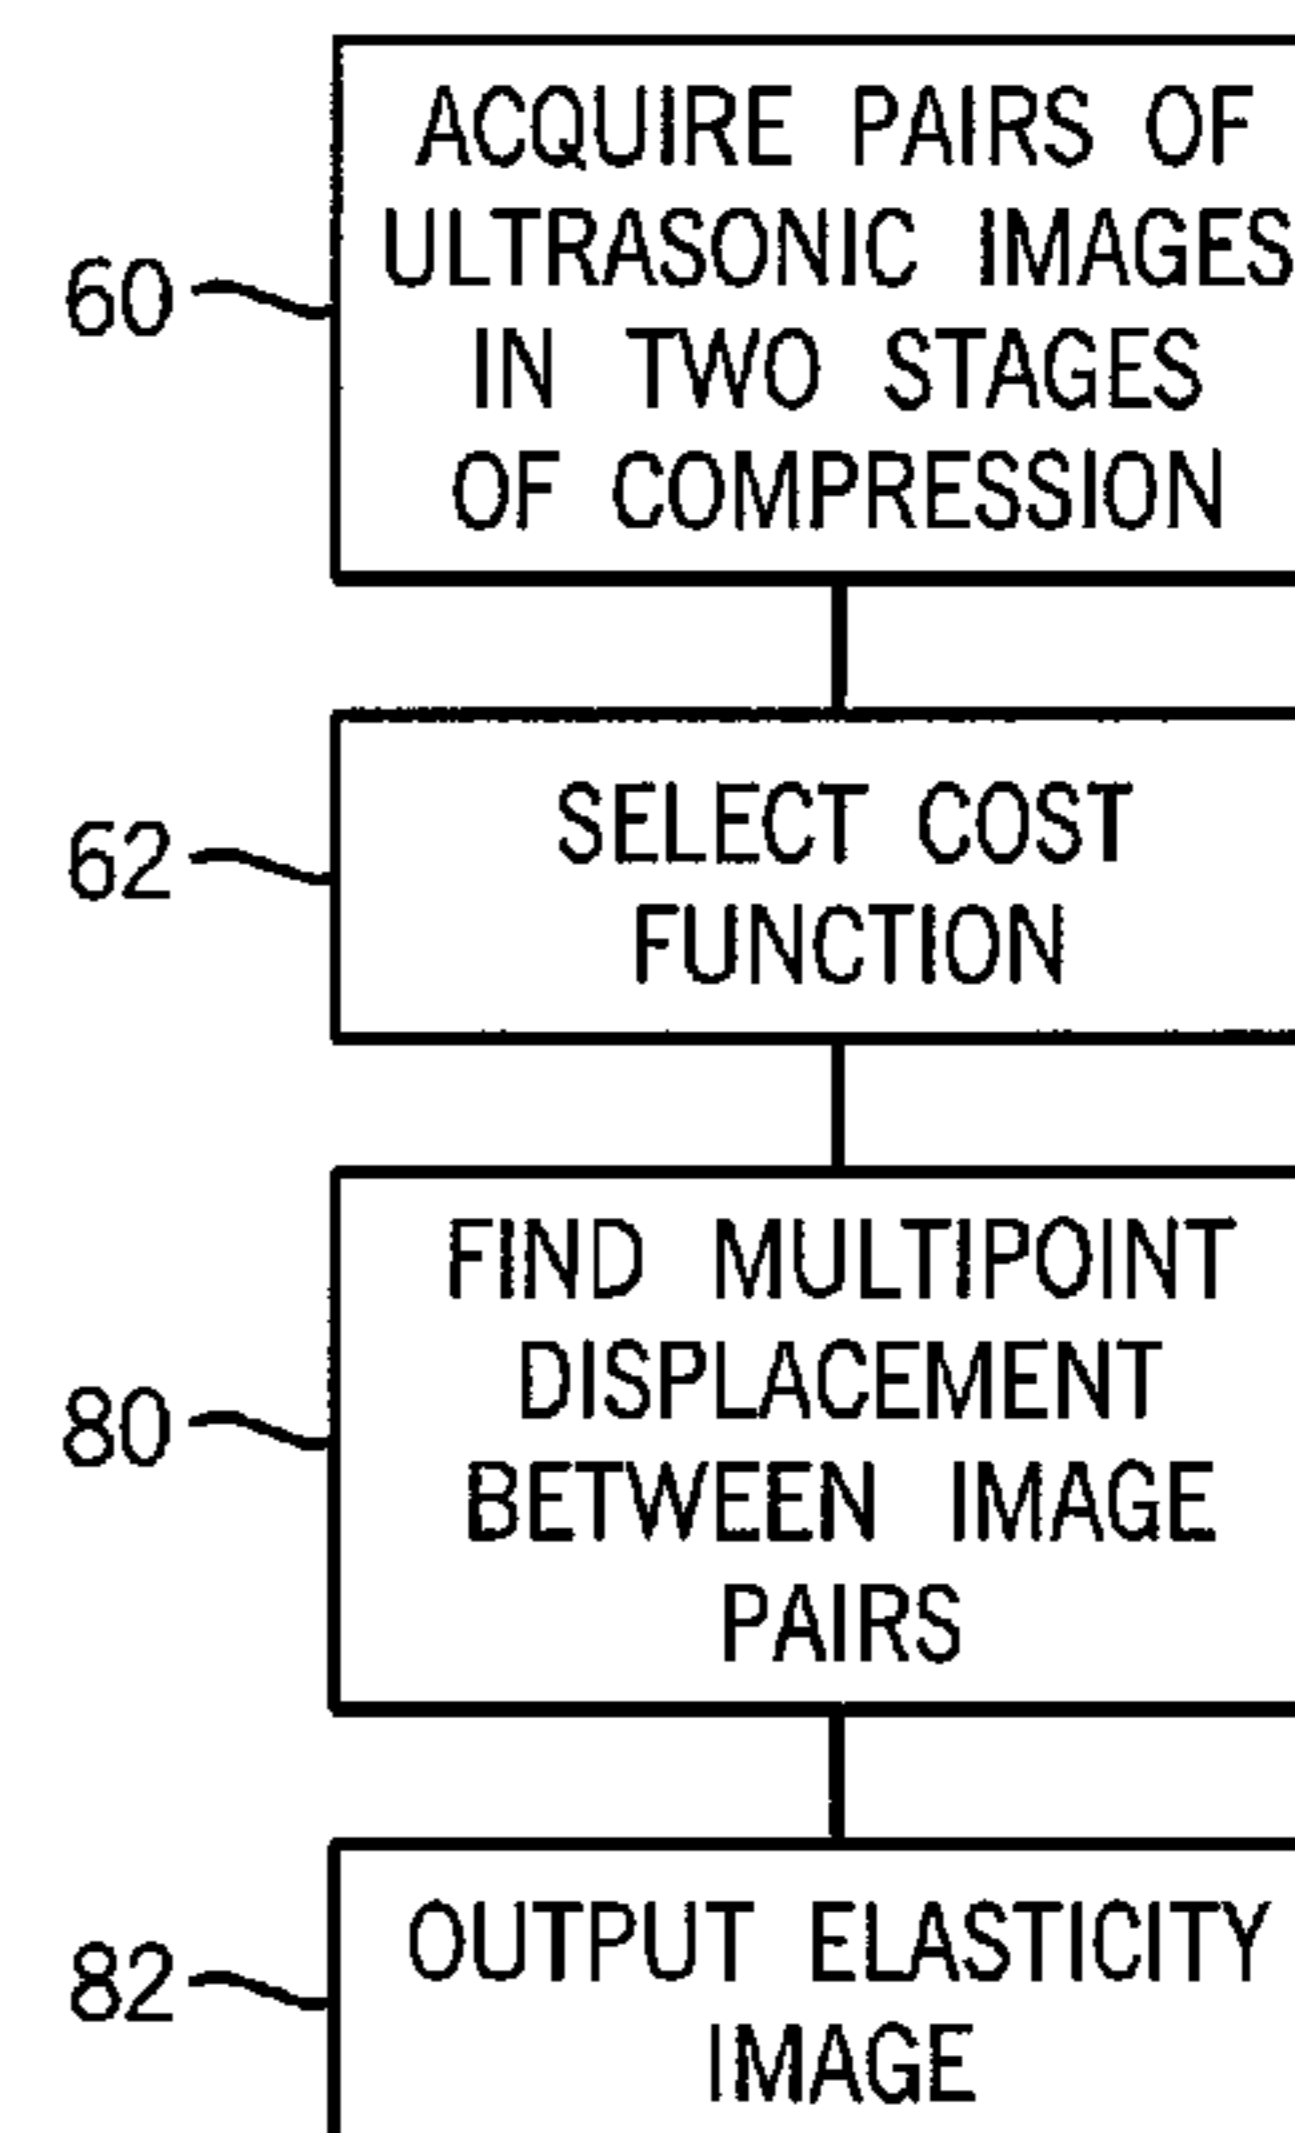 ACQUIRE PAIRS OF
ULTRASONIC IMAGES
IN TWO STAGES
OF COMPRESSION
60
SELECT COST
FUNCTION
62
FIND MULTIPOINT
DISPLACEMENT
BETWEEN IMAGE
PAIRS
80
OUTPUT ELASTICITY
IMAGE
82